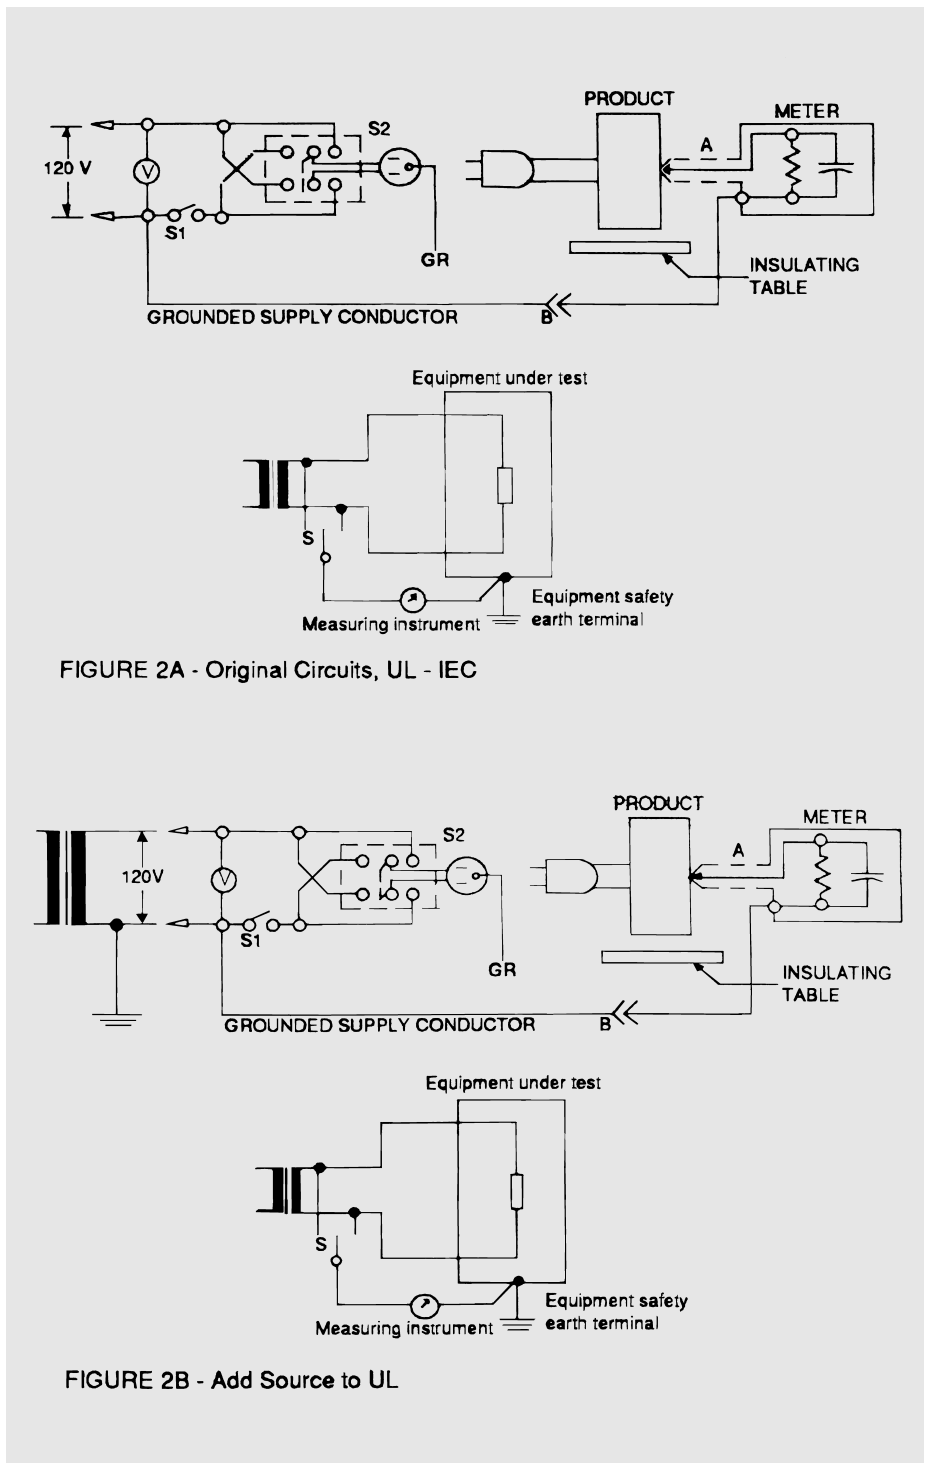 PRODUCT
METER
S2
A
120 V
V
S1
GR
INSULATING
TABLE
GROUNDED SUPPLY CONDUCTOR
B
Equipment under test
S
Equipment safety
earth terminal
Measuring instrument
FIGURE 2A - Original Circuits, UL - IEC
PRODUCT
METER
S2
A
120V
V
S1
GR
INSULATING
TABLE
GROUNDED SUPPLY CONDUCTOR
B
Equipment under test
S
Equipment safety
earth terminal
Measuring instrument
FIGURE 2B - Add Source to UL